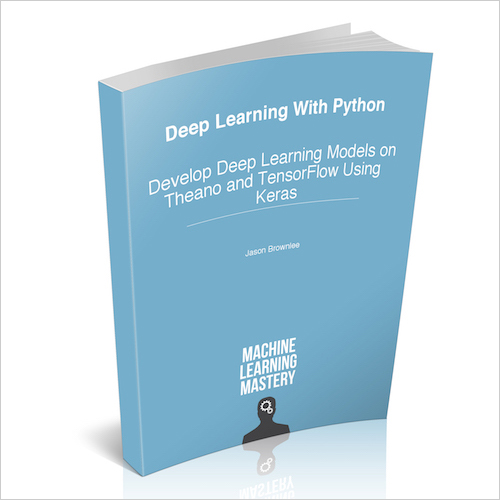 Deep Learning With Python
Develop Deep Learning Models on
Theano and TensorFlow Using
Keras
Jason Brownlee
MACHINE
LEARNING
MASTERY